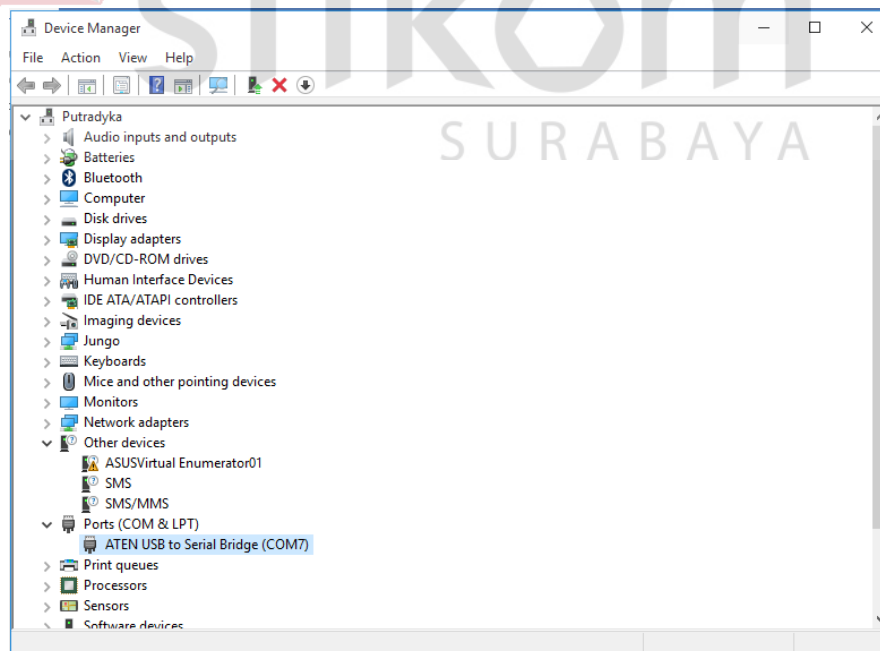 stikom
Device Manager
File Action View Help
SURABAYA
Putradyka
Audio inputs and outputs
Batteries
Bluetooth
Computer
Disk drives
Display adapters
DVD/CD-ROM drives
Human Interface Devices
IDE ATA/ATAPI controllers
Imaging devices
Jungo
Keyboards
Mice and other pointing devices
Monitors
Network adapters
Other devices
ASUSVirtual Enumerator01
SMS
SMS/MMS
Ports (COM & LPT)
ATEN USB to Serial Bridge (COM7)
Print queues
Processors
Sensors
Software devices